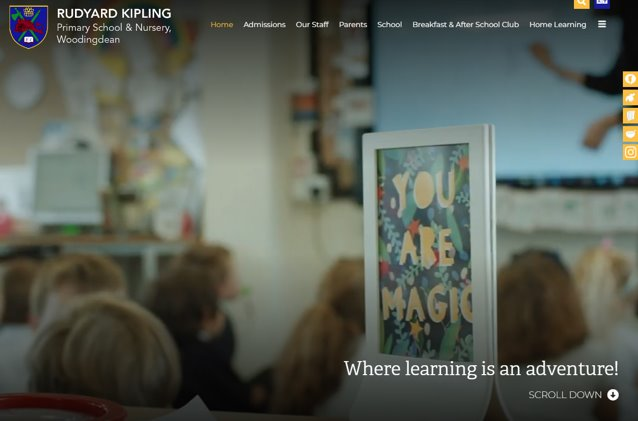 RUDYARD KIPLING
Primary School & Nursery,
Woodingdean
Home Admissions Our Staff Parents School Breakfast & After School Club Home Learning
YOU
ARE
MAGIC
Where learning is an adventure!
SCROLL DOWN